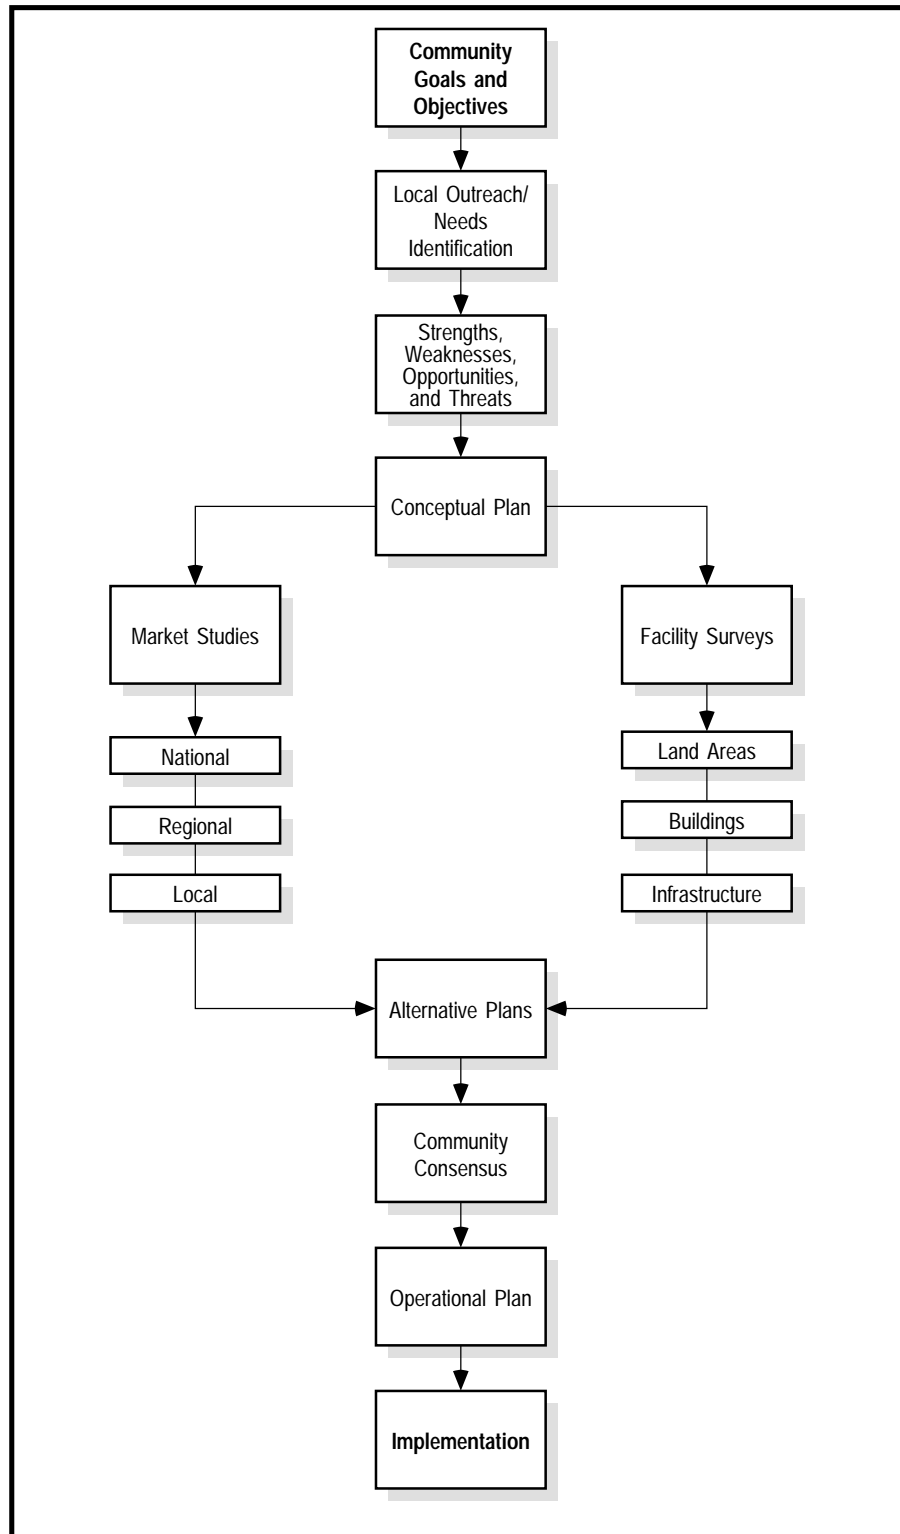 Community
Goals and
Objectives
Local Outreach/
Needs
Identification
Strengths,
Weaknesses,
Opportunities,
and Threats
Conceptual Plan
Market Studies
National
Regional
Local
Facility Surveys
Land Areas
Buildings
Infrastructure
Alternative Plans
Community
Consensus
Operational Plan
Implementation